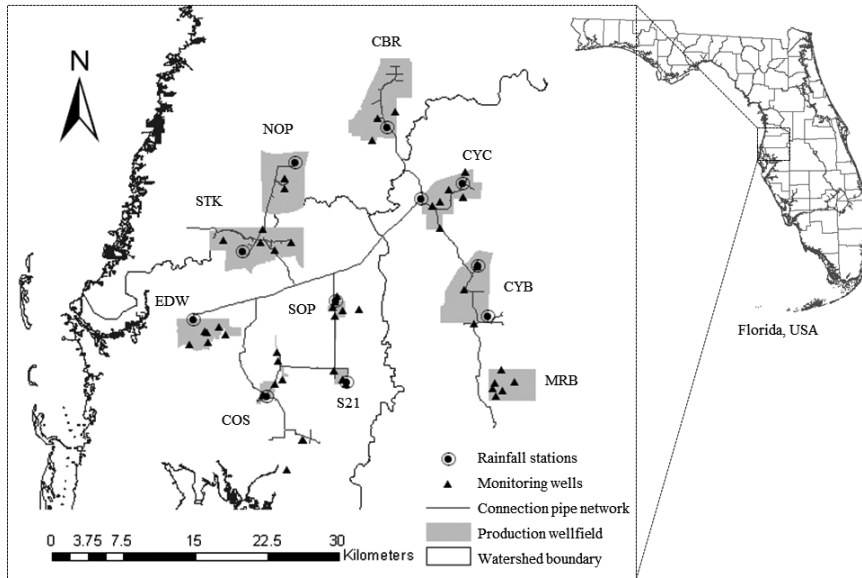 CBR
N
NOP
CYC
STK
CYB
EDW
SOP
Florida, USA
MRB
S21
COS
Rainfall stations
Monitoring wells
Connection pipe network
Production wellfield
Watershed boundary
0 3.75 7.5 15 22.5 30
Kilometers